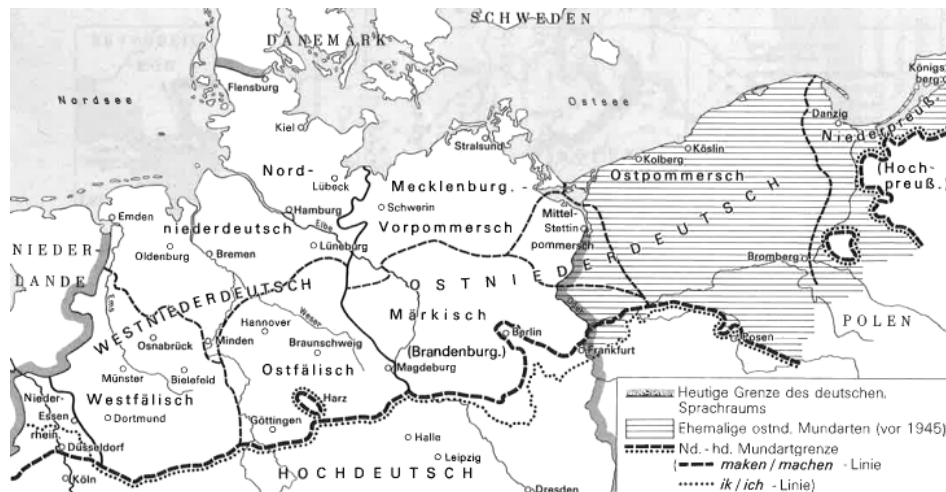 SCHWEDEN
DÄNEMARK
Nordsee
Ostsee
Flensburg
Kiel
Stralsund
Königs
berg
Danzig
Niederpreuß.
Köslin
Kolberg
Ostpommersch
(Hoch-
preuß.)
Nord-
Lübeck
Mecklenburg.-
Schwerin
Vorpommersch
Mittel-
Stettin
pommersch
Hamburg
Elbe
niederdeutsch
Lüneburg
Emden
Oldenburg
Bremen
NIEDER-
LANDE
Ems
WESTNIEDERDEUTSCH
OSTNIEDERDEUTSCH
Bromberg
POLEN
Märkisch
Oder
Hannover
Weser
Berlin
Posen
Osnabrück
Minden
Braunschweig
(Brandenburg.)
Frankfurt
Ostfälisch
Magdeburg
Münster
Bielefeld
Westfälisch
Harz
Nieder-
rhein
Essen
Dortmund
Göttingen
Düsseldorf
Halle
Leipzig
Köln
HOCHDEUTSCH
Dresden
Heutige Grenze des deutschen.
Sprachraums
Ehemalige ostnd. Mundarten (vor 1945)
Nd.-hd. Mundartgrenze
( maken / machen - Linie
ik / ich - Linie)